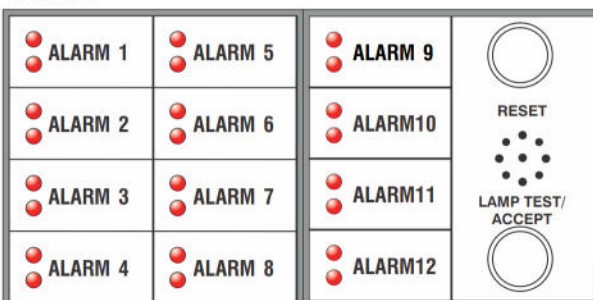 ALARM 1
ALARM 2
ALARM 3
ALARM 4
ALARM 5
ALARM 6
ALARM 7
ALARM 8
ALARM 9
ALARM10
ALARM11
ALARM12
RESET
LAMP TEST/
ACCEPT